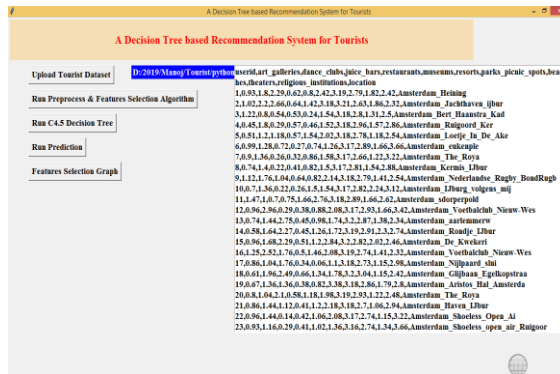 A Decision Tree based Recommendation System for Tourists
A Decision Tree based Recommendation System for Tourists
Upload Tourist Dataset
D:/2019/Manoj/Tourist/python
Run Preprocess & Features Selection Algorithm
Run C4.5 Decision Tree
Run Prediction
Features Selection Graph
userid,art_galleries,dance_clubs,juice_bars,restaurants,museums,resorts,parks_picnic_spots,bea
hes,theaters,religious_institutions,location
1,0.93,1.8,2.29,0.62,0.8,2.42,3.19,2.79,1.82,2.42,Amsterdam_Heining
2,1.02,2.2,2.66,0.64,1.42,3.18,3.21,2.63,1.86,2.32,Amsterdam_Jachthaven_ijbur
3,1.22,0.8,0.54,0.53,0.24,1.54,3.18,2.8,1.31,2.5,Amsterdam_Bert_Haanstra_Kad
4,0.45,1.8,0.29,0.57,0.46,1.52,3.18,2.96,1.57,2.86,Amsterdam_Ruigoord_Ker
5,0.51,1.2,1.18,0.57,1.54,2.02,3.18,2.78,1.18,2.54,Amsterdam_Loetje_In_De_Ake
6,0.99,1.28,0.72,0.27,0.74,1.26,3.17,2.89,1.66,3.66,Amsterdam_eukenple
7,0.9,1.36,0.26,0.32,0.86,1.58,3.17,2.66,1.22,3.22,Amsterdam_The_Roya
8,0.74,1.4,0.22,0.41,0.82,1.5,3.17,2.81,1.54,2.88,Amsterdam_Kermis_IJbur
9,1.12,1.76,1.04,0.64,0.82,2.14,3.18,2.79,1.41,2.54,Amsterdam_Nederlandse_Rugby_BondRugb
10,0.7,1.36,0.22,0.26,1.5,1.54,3.17,2.82,2.24,3.12,Amsterdam_IJburg_volgens_mij
11,1.47,1,0.7,0.75,1.66,2.76,3.18,2.89,1.66,2.62,Amsterdam_sdorperpold
12,0.96,2.96,0.29,0.38,0.88,2.08,3.17,2.93,1.66,3.42,Amsterdam_Voetbalclub_Nieuw-Wes
13,0.74,1.44,2.75,0.45,0.98,1.74,3.2,2.87,1.38,2.34,Amsterdam_aarlemmerw
14,0.58,1.64,2.27,0.45,1.26,1.72,3.19,2.91,2.3,2.74,Amsterdam_Rondje_IJbur
15,0.96,1.68,2.29,0.51,1.2,2.84,3.2,2.82,2.02,2.46,Amsterdam_De_Kwekeri
16,1.25,2.52,1.76,0.5,1.46,2.08,3.19,2.74,1.41,2.32,Amsterdam_Voetbalclub_Nieuw-Wes
17,0.86,1.04,1.76,0.34,0.06,1.1,3.18,2.73,1.15,2.98,Amsterdam_Nijlpaard_slui
18,0.61,1.96,2.49,0.66,1.34,1.78,3.2,3.04,1.15,2.42,Amsterdam_Glijbaan_Egelkopstraa
19,0.67,1.36,1.36,0.38,0.82,3.38,3.18,2.86,1.79,2.8,Amsterdam_Aristos_Hal_Amsterda
20,0.8,1.04,2.1,0.58,1.18,1.98,3.19,2.93,1.22,2.48,Amsterdam_The_Roya
21,0.86,1.44,1.12,0.41,1.2,2.18,3.18,2.7,1.06,2.94,Amsterdam_Haven_IJbur
22,0.96,1.44,0.14,0.42,1.06,2.08,3.17,2.74,1.15,3.22,Amsterdam_Shoeless_Open_Ai
23,0.93,1.16,0.29,0.41,1.02,1.36,3.16,2.74,1.34,3.66,Amsterdam_Shoeless_open_air_Ruigoor